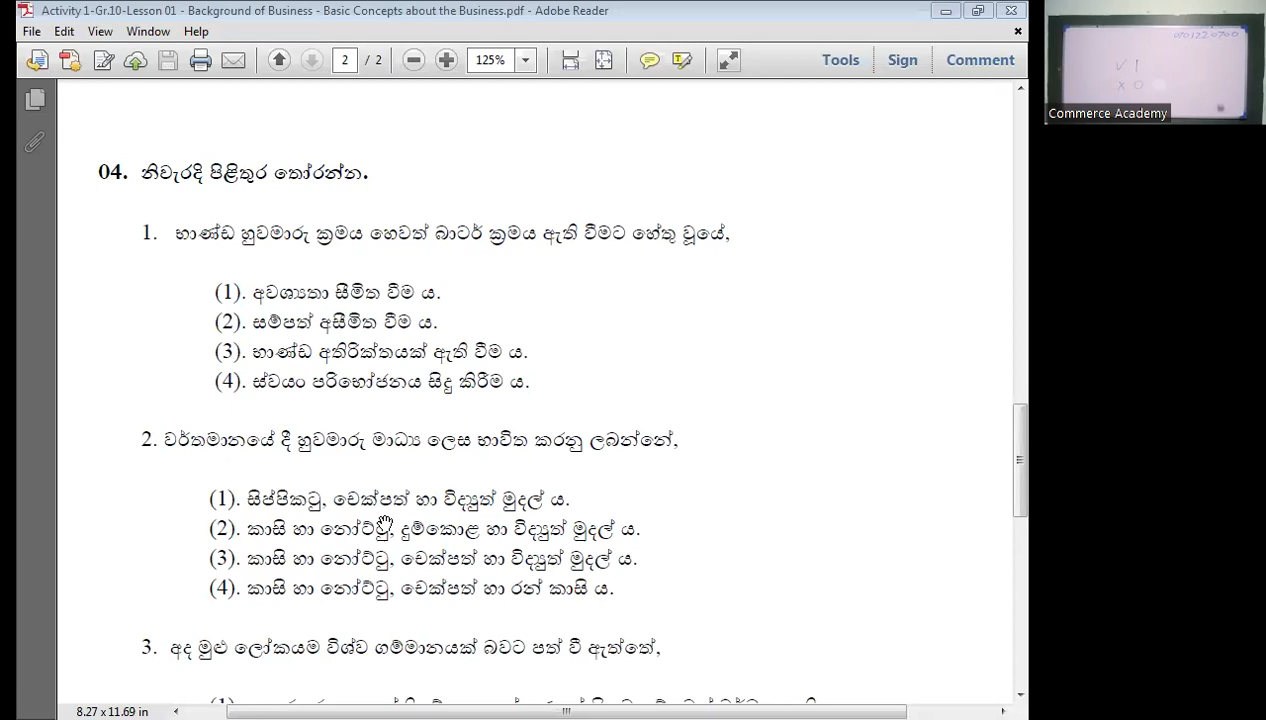 Activity 1-Gr.10-Lesson 01 - Background of Business - Basic Concepts about the Business.pdf - Adobe Reader
File Edit View Window Help
2 / 2 125% Tools Sign Comment
Commerce Academy
04. නිවැරදි පිළිතුර තෝරන්න.
1. භාණ්ඩ හුවමාරු ක්‍රමය හෙවත් බාටර් ක්‍රමය ඇති වීමට හේතු වූයේ,
(1). අවශ්‍යතා සීමිත වීම ය.
(2). සම්පත් අසීමිත වීම ය.
(3). භාණ්ඩ අතිරික්තයක් ඇති වීම ය.
(4). ස්වයං පරිභෝජනය සිදු කිරීම ය.
2. වර්තමානයේ දී හුවමාරු මාධ්‍ය ලෙස භාවිත කරනු ලබන්නේ,
(1). සිප්පිකටු, චෙක්පත් හා විද්‍යුත් මුදල් ය.
(2). කාසි හා නෝට්ටු, දුම්කොළ හා විද්‍යුත් මුදල් ය.
(3). කාසි හා නෝට්ටු, චෙක්පත් හා විද්‍යුත් මුදල් ය.
(4). කාසි හා නෝට්ටු, චෙක්පත් හා රන් කාසි ය.
3. අද මුළු ලෝකයම විශ්ව ගම්මානයක් බවට පත් වී ඇත්තේ,
8.27 x 11.69 in